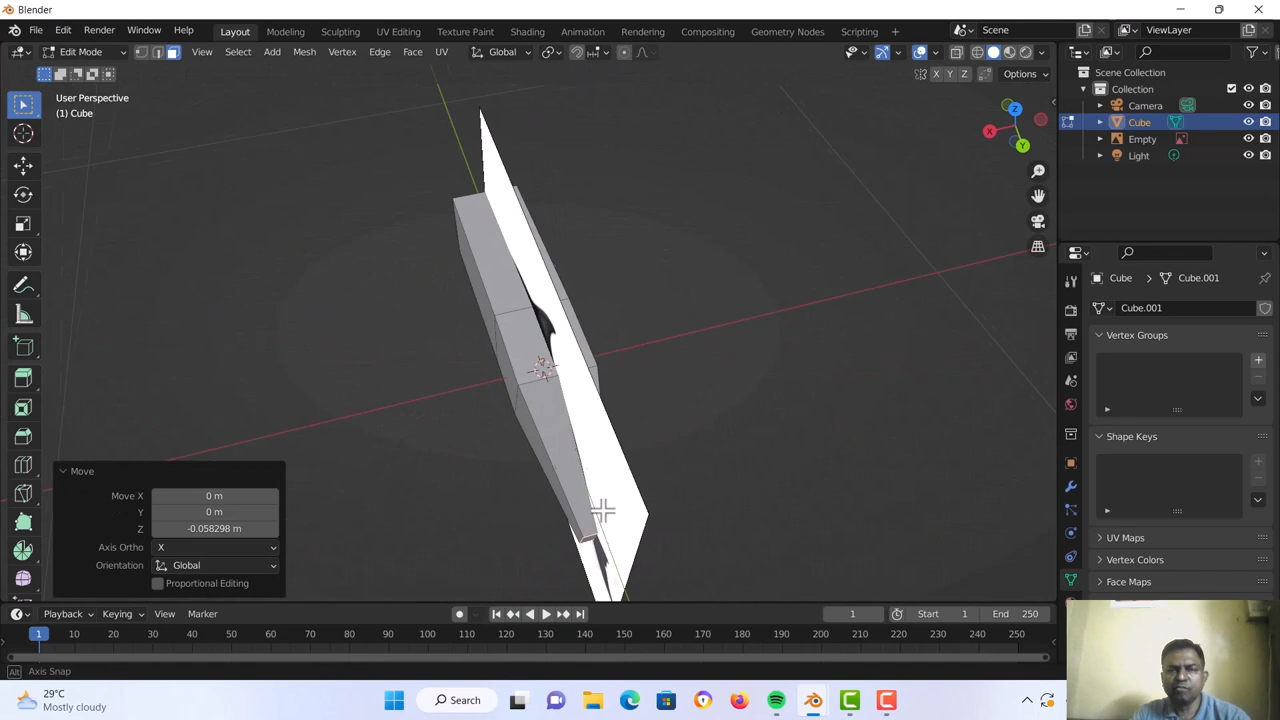 Blender
File Edit Render Window Help
Layout Modeling Sculpting UV Editing Texture Paint Shading Animation Rendering Compositing Geometry Nodes Scripting
Scene
ViewLayer
Edit Mode
View Select Add Mesh Vertex Edge Face UV
Global
X Y Z
Options
User Perspective
(1) Cube
X
Y
Z
Scene Collection
Collection
Camera
Cube
Empty
Light
Cube
Cube.001
Cube.001
Vertex Groups
Shape Keys
UV Maps
Vertex Colors
Face Maps
Move
Move X 0 m
Y 0 m
Z -0.058298 m
Axis Ortho X
Orientation Global
Proportional Editing
Playback Keying View Marker
1
Start 1
End 250
1 10 20 30 40 50 60 70 80 90 100 110 120 130 140 150 160 170 180 190 200 210 220 230 240 250
Alt Axis Snap
29°C
Mostly cloudy
Search